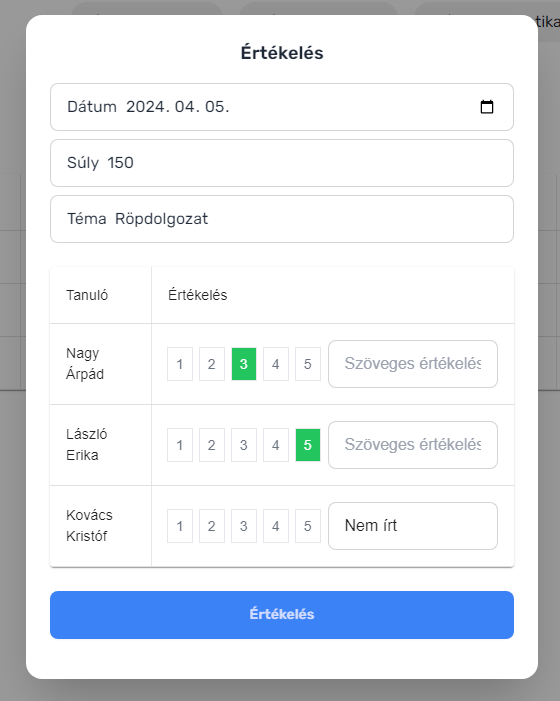 tika
Értékelés
Dátum 2024. 04. 05.
Súly 150
Téma Röpdolgozat
Tanuló Értékelés
Nagy
Árpád
1 2 3 4 5 Szöveges értékelés
László
Erika
1 2 3 4 5 Szöveges értékelés
Kovács
Kristóf
1 2 3 4 5 Nem írt
Értékelés